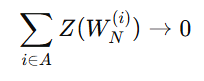 ∑_{i∈A} Z(W_N^{(i)}) → 0